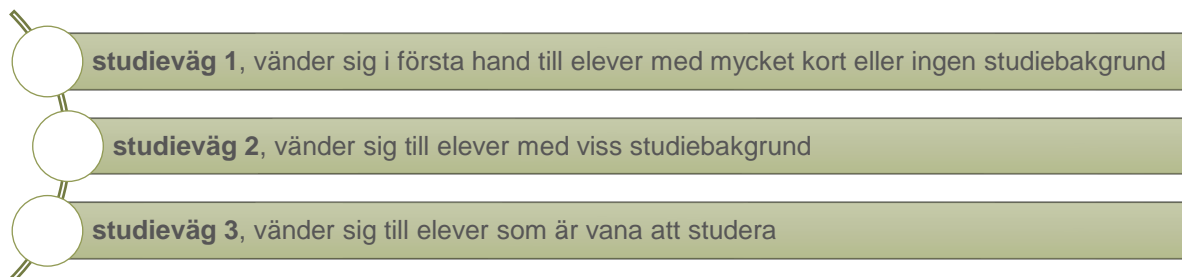 studieväg 1, vänder sig i första hand till elever med mycket kort eller ingen studiebakgrund
studieväg 2, vänder sig till elever med viss studiebakgrund
studieväg 3, vänder sig till elever som är vana att studera